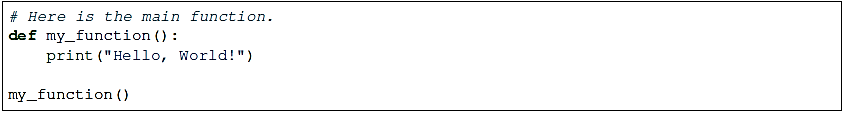 # Here is the main function.
def my_function():
    print("Hello, World!")

my_function()